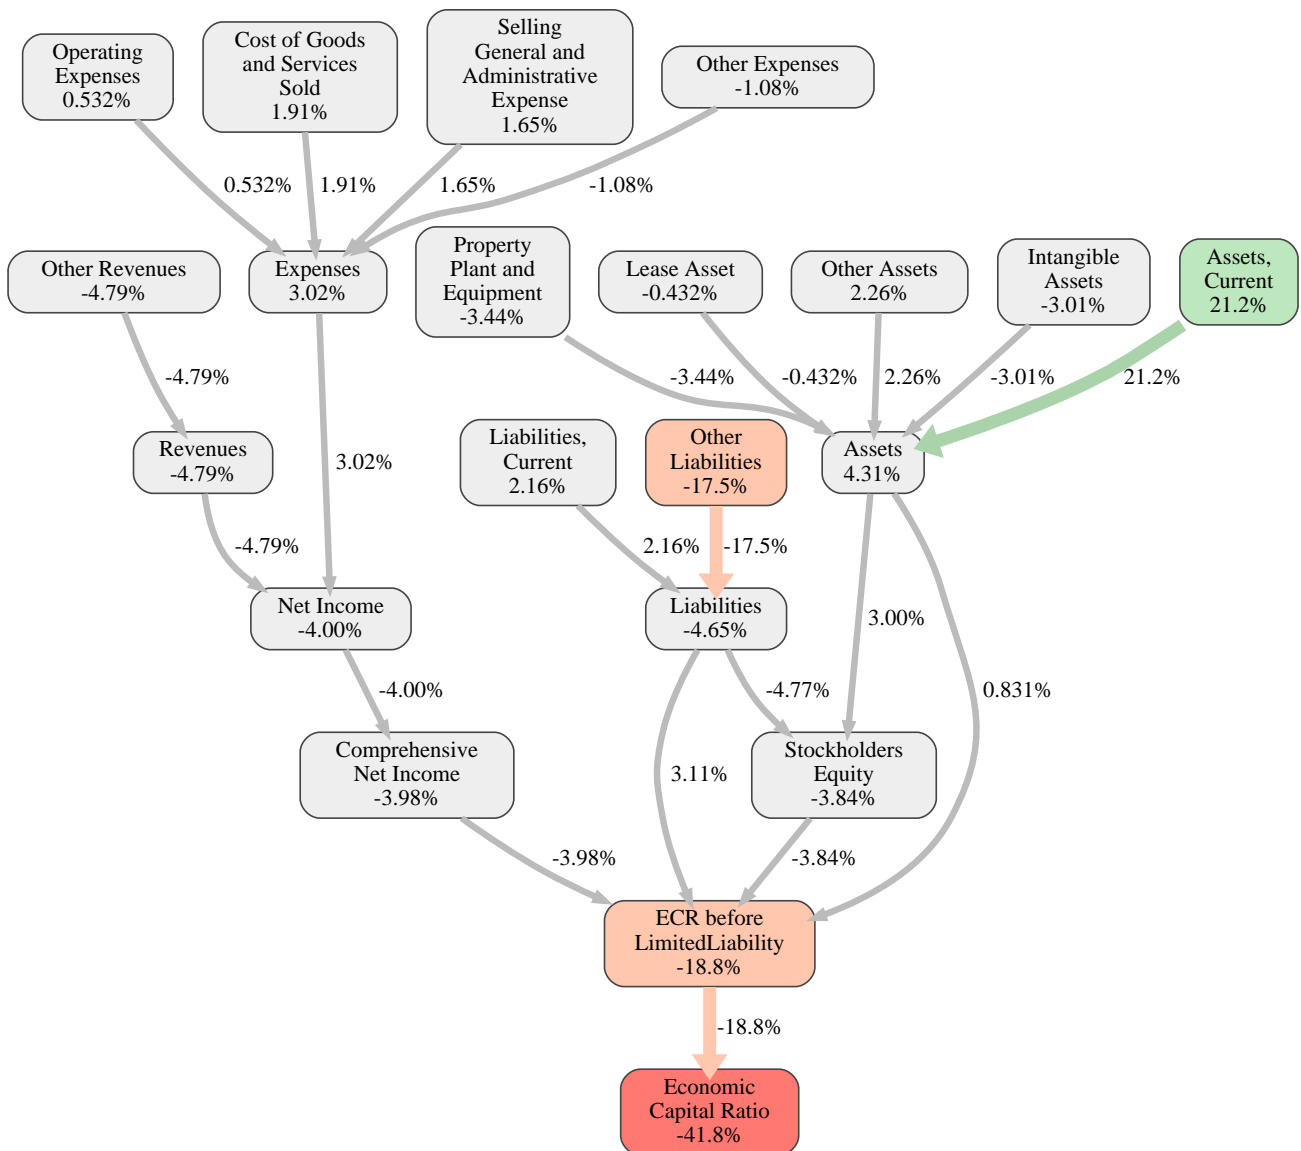 Operating
Expenses
0.532%
Cost of Goods
and Services
Sold
1.91%
Selling
General and
Administrative
Expense
1.65%
Other Expenses
-1.08%
0.532%
1.91%
1.65%
-1.08%
Other Revenues
-4.79%
Expenses
3.02%
Property
Plant and
Equipment
-3.44%
Lease Asset
-0.432%
Other Assets
2.26%
Intangible
Assets
-3.01%
Assets,
Current
21.2%
-4.79%
-3.44%
-0.432%
2.26%
-3.01%
21.2%
Revenues
-4.79%
3.02%
Liabilities,
Current
2.16%
Other
Liabilities
-17.5%
Assets
4.31%
-4.79%
2.16%
-17.5%
Net Income
-4.00%
Liabilities
-4.65%
3.00%
-4.00%
-4.77%
0.831%
Comprehensive
Net Income
-3.98%
3.11%
Stockholders
Equity
-3.84%
-3.98%
-3.84%
ECR before
LimitedLiability
-18.8%
-18.8%
Economic
Capital Ratio
-41.8%